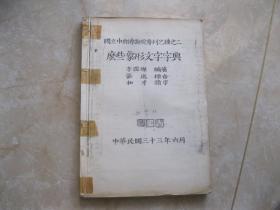 國立中央博物院專刊乙種之二
麽些象形文字字典
李霖燦 編纂
張琨 標音
和才 讀字
中華民國三十三年六月